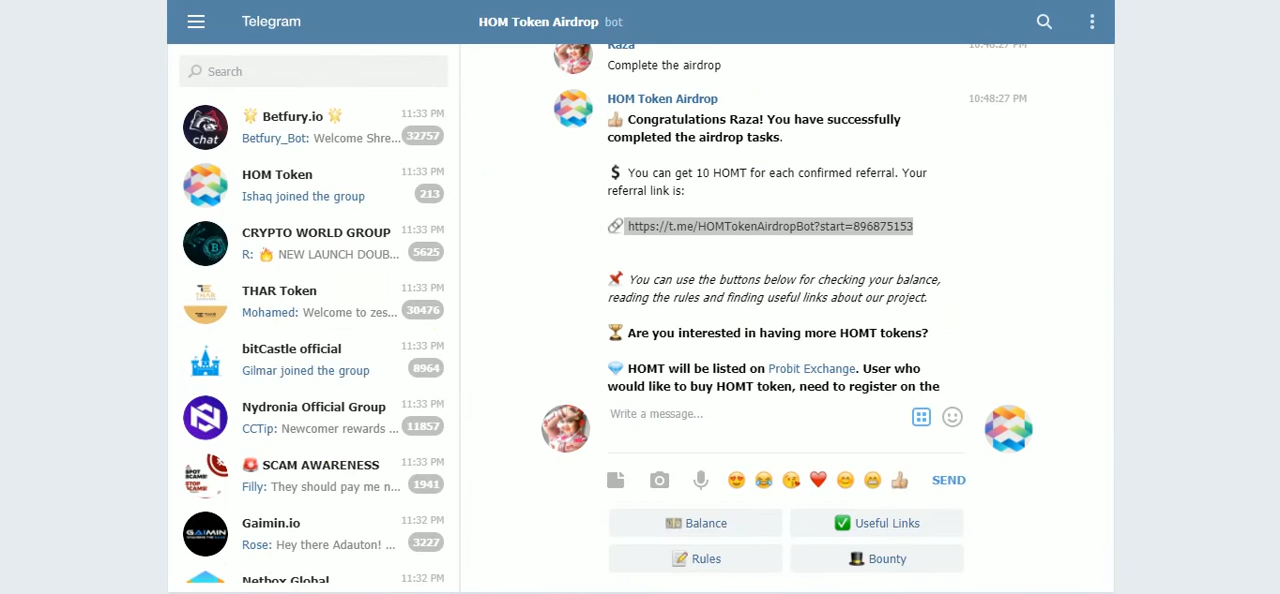 Telegram
HOM Token Airdrop bot
Search
🌟 Betfury.io 🌟 11:33 PM
chat
Betfury_Bot: Welcome Shre... 32757
HOM Token 11:33 PM
Ishaq joined the group 213
CRYPTO WORLD GROUP 11:33 PM
R: 🔥 NEW LAUNCH DOUB... 5625
THAR Token 11:33 PM
Mohamed: Welcome to zes... 30476
bitCastle official 11:33 PM
Gilmar joined the group 8964
Nydronia Official Group 11:33 PM
CCTip: Newcomer rewards ... 11857
🚨 SCAM AWARENESS 11:33 PM
Filly: They should pay me n... 1941
Gaimin.io 11:32 PM
GAIMIN
Rose: Hey there Adauton! ... 3227
Netbox Global 11:32 PM
Raza 10:48:27 PM
Complete the airdrop
HOM Token Airdrop 10:48:27 PM
👍 Congratulations Raza! You have successfully
completed the airdrop tasks.
💲 You can get 10 HOMT for each confirmed referral. Your
referral link is:
🔗 https://t.me/HOMTokenAirdropBot?start=896875153
📌 You can use the buttons below for checking your balance,
reading the rules and finding useful links about our project.
🏆 Are you interested in having more HOMT tokens?
💎 HOMT will be listed on Probit Exchange. User who
would like to buy HOMT token, need to register on the
Write a message...
SEND
💵 Balance
✅ Useful Links
📝 Rules
🎩 Bounty